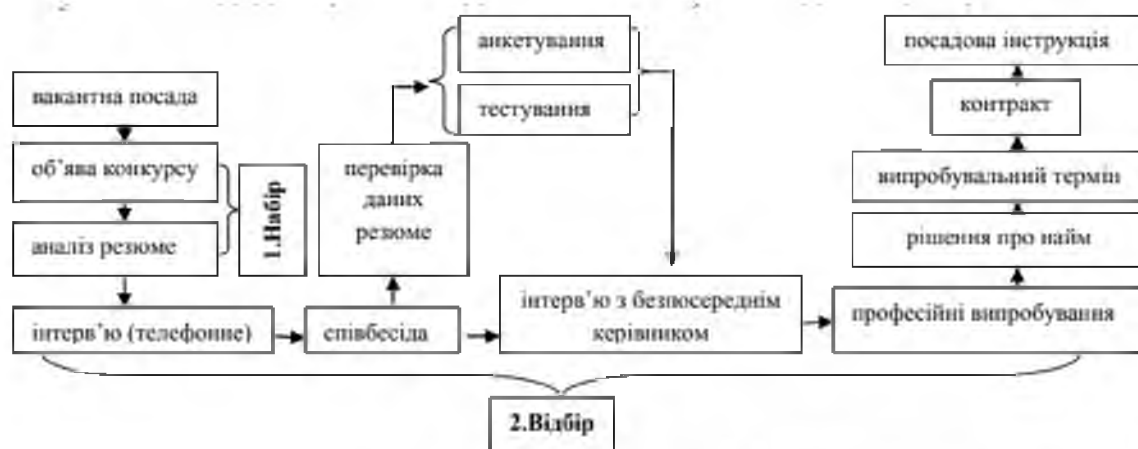 вакантна посада
об’ява конкурсу
аналіз резюме
1.Набір
інтерв’ю (телефонне)
співбесіда
перевірка
даних
резюме
анкетування
тестування
інтерв’ю з безпосереднім
керівником
професійні випробування
рішення про найм
випробувальний термін
контракт
посадова інструкція
2.Відбір